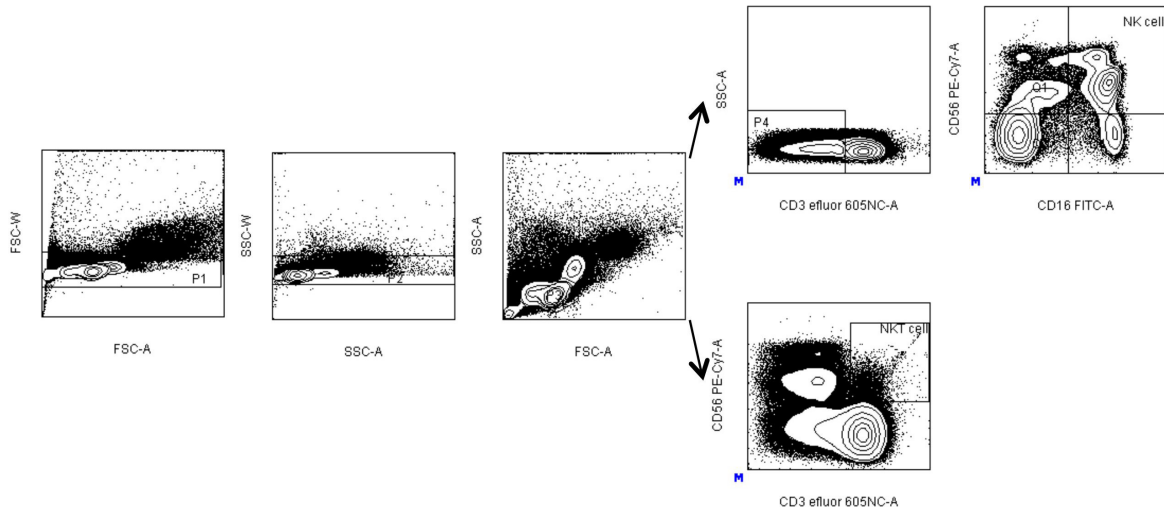 FSC-W
P1
FSC-A
SSC-W
P2
SSC-A
SSC-A
P3
FSC-A
SSC-A
P4
M
CD3 efluor 605NC-A
CD56 PE-Cy7-A
NK cell
Q1
M
CD16 FITC-A
CD56 PE-Cy7-A
NKT cell
M
CD3 efluor 605NC-A